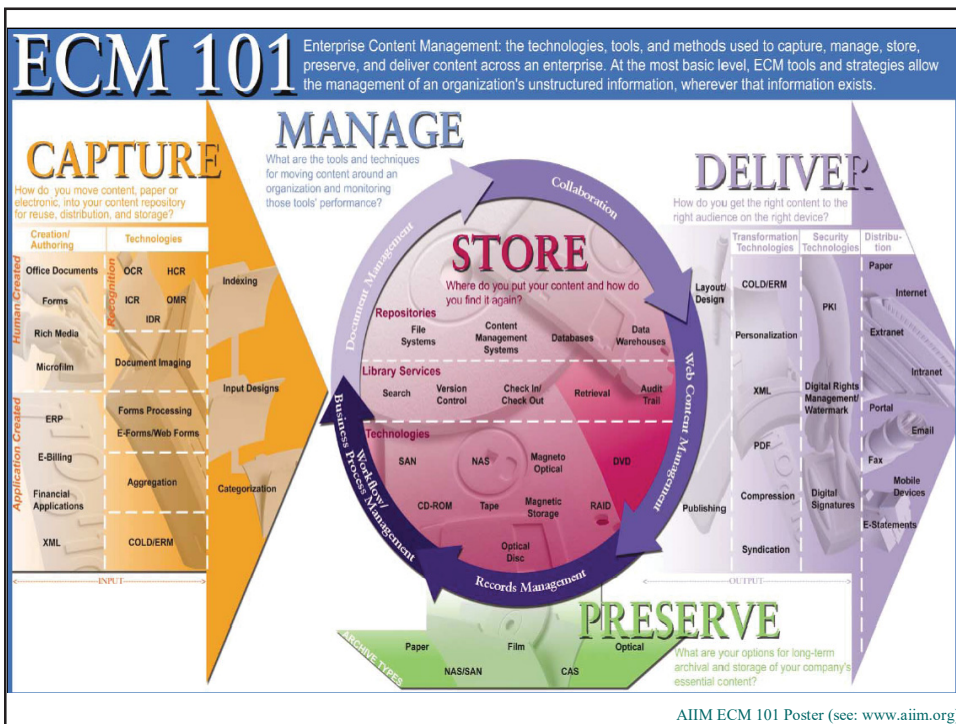 ECM 101
Enterprise Content Management: the technologies, tools, and methods used to capture, manage, store,
preserve, and deliver content across an enterprise. At the most basic level, ECM tools and strategies allow
the management of an organization's unstructured information, wherever that information exists.
CAPTURE
How do you move content, paper or
electronic, into your content repository
for reuse, distribution, and storage?
Creation/
Authoring
Technologies
Human Created
Office Documents
Forms
Rich Media
Microfilm
Application Created
ERP
E-Billing
Financial
Applications
XML
Recognition
OCR HCR
ICR OMR
IDR
Document Imaging
Forms Processing
E-Forms/Web Forms
Aggregation
COLD/ERM
Indexing
Input Designs
Categorization
INPUT
MANAGE
What are the tools and techniques
for moving content around an
organization and monitoring
those tools' performance?
Document Management
Collaboration
Web Content Management
Records Management
Workflow/
Business Process Management
STORE
Where do you put your content and how do
you find it again?
Repositories
File
Systems
Content
Management
Systems
Databases
Data
Warehouses
Library Services
Search
Version
Control
Check In/
Check Out
Retrieval
Audit
Trail
Technologies
SAN
NAS
Magneto
Optical
DVD
CD-ROM
Tape
Magnetic
Storage
RAID
Optical
Disc
DELIVER
How do you get the right content to the
right audience on the right device?
Transformation
Technologies
Security
Technologies
Distribu-
tion
Layout/
Design
Publishing
COLD/ERM
Personalization
XML
PDF
Compression
Syndication
PKI
Digital Rights
Management/
Watermark
Digital
Signatures
Paper
Internet
Extranet
Intranet
Portal
Email
Fax
Mobile
Devices
E-Statements
OUTPUT
PRESERVE
What are your options for long-term
archival and storage of your company's
essential content?
ARCHIVE TYPES
Paper
Film
Optical
NAS/SAN
CAS
AIIM ECM 101 Poster (see: www.aiim.org)